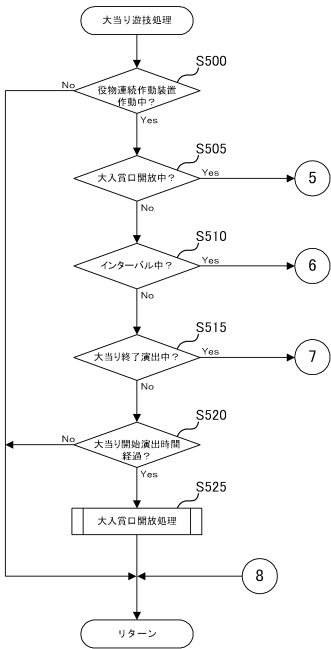 大当り遊技処理
S500
No
役物連続作動装置
作動中？
Yes
S505
大入賞口開放中？
Yes
5
No
S510
インターバル中？
Yes
6
No
S515
大当り終了演出中？
Yes
7
No
S520
No
大当り開始演出時間
経過？
Yes
S525
大入賞口開放処理
8
リターン